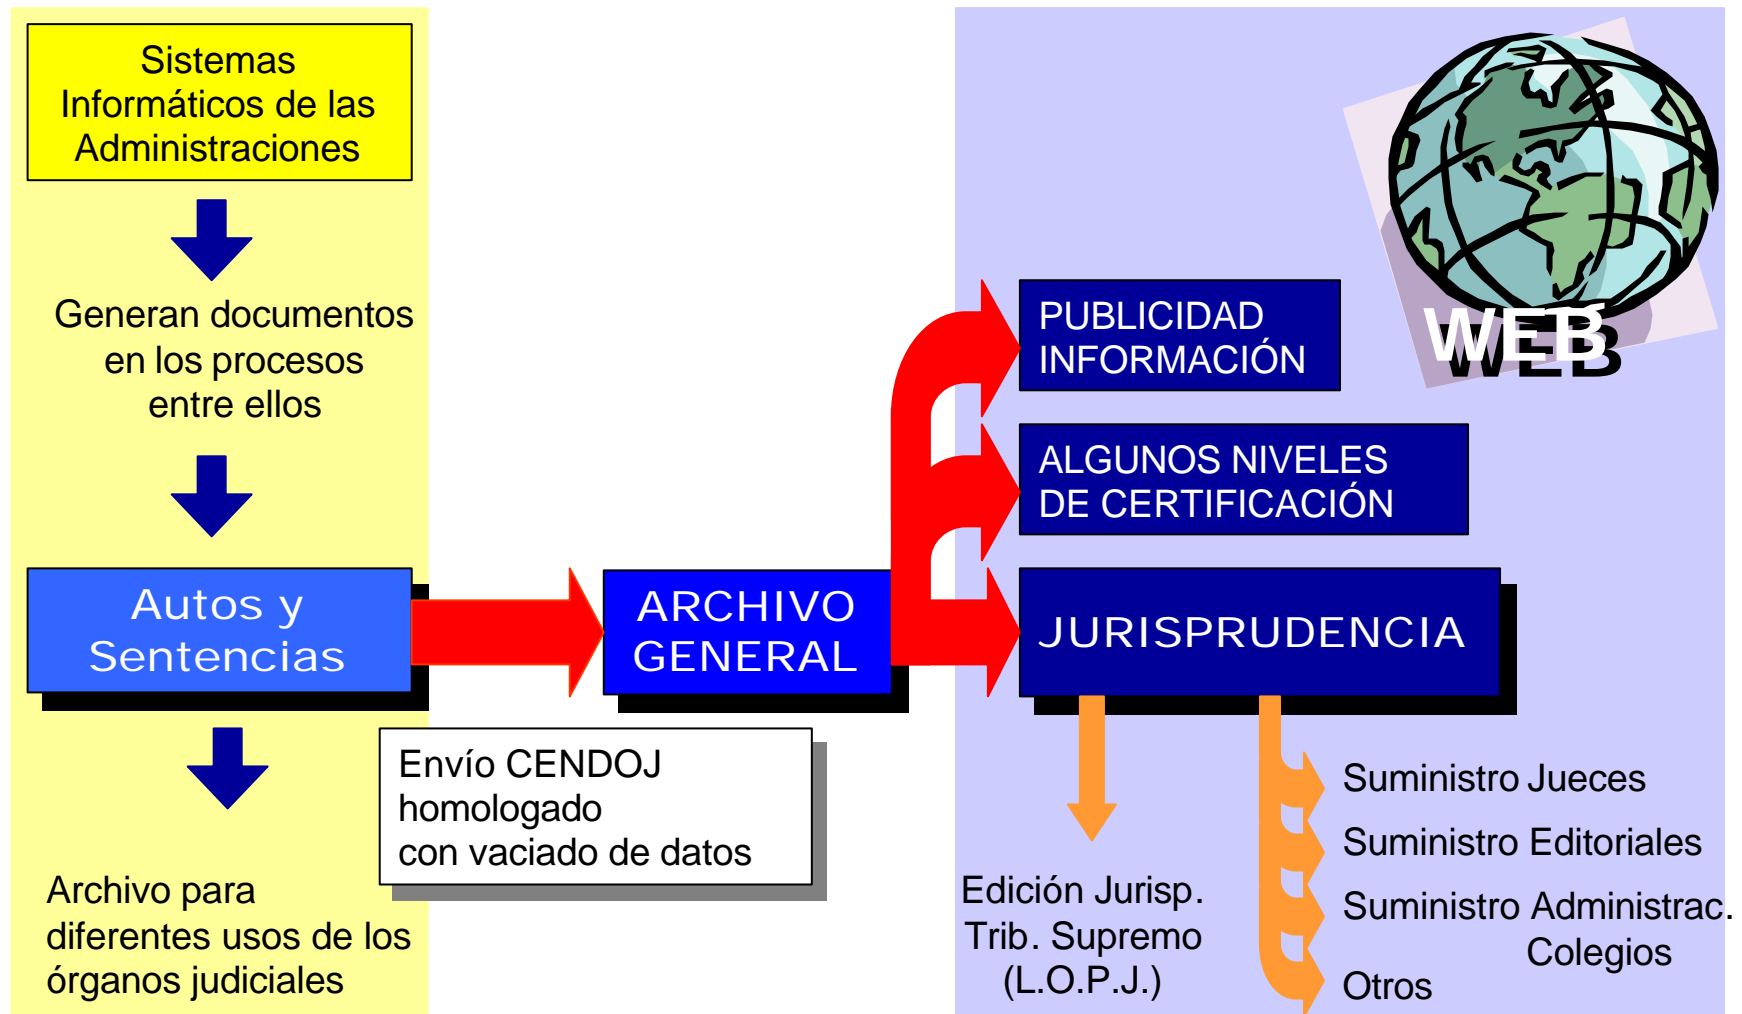 Sistemas
Informáticos de las
Administraciones
Generan documentos
en los procesos
entre ellos
Autos y
Sentencias
Archivo para
diferentes usos de los
órganos judiciales
Envío CENDOJ
homologado
con vaciado de datos
ARCHIVO
GENERAL
WEB
PUBLICIDAD
INFORMACIÓN
ALGUNOS NIVELES
DE CERTIFICACIÓN
JURISPRUDENCIA
Edición Jurisp.
Trib. Supremo
(L.O.P.J.)
Suministro Jueces
Suministro Editoriales
Suministro Administrac.
Colegios
Otros